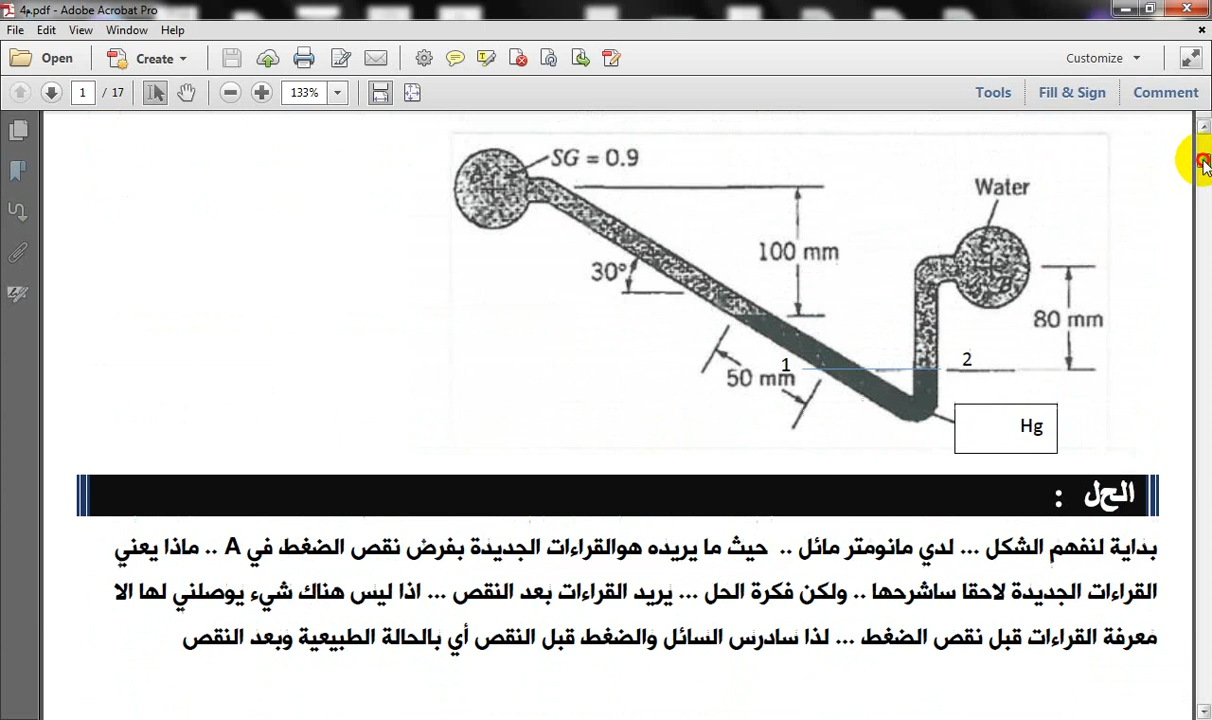 4م.pdf - Adobe Acrobat Pro
File Edit View Window Help
Open Create Customize
1 / 17 133% Tools Fill & Sign Comment
A SG = 0.9
Water
100 mm
30°
B
80 mm
1 2
50 mm
Hg
الحل :
بداية لنفهم الشكل ... لدي مانومتر مائل .. حيث ما يريده هوالقراءات الجديدة بفرض نقص الضغط في A .. ماذا يعني
القراءات الجديدة لاحقا ساشرحها .. ولكن فكرة الحل ... يريد القراءات بعد النقص ... اذا ليس هناك شيء يوصلني لها الا
معرفة القراءات قبل نقص الضغط ... لذا سادرس السائل والضغط قبل النقص أي بالحالة الطبيعية وبعد النقص